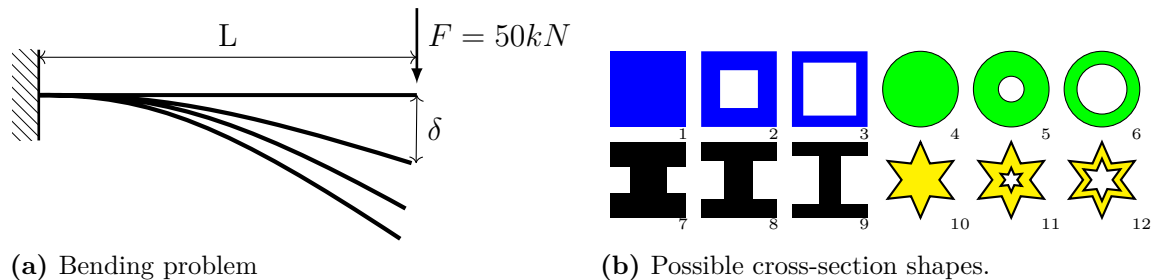 L
F = 50kN
δ
1 2 3 4 5 6
7 8 9 10 11 12
(a) Bending problem
(b) Possible cross-section shapes.